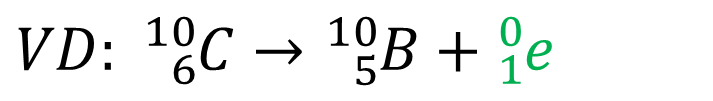 VD: ¹⁰₆C → ¹⁰₅B + ⁰₁e